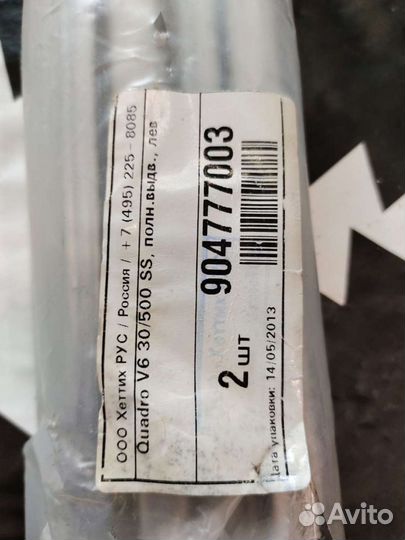 ООО Хеттих РУС / Россия / +7 (495) 225 - 8085
Quadro V6 30/500 SS, полн.выдв., лев
904777003
2 шт
Дата упаковки: 14/05/2013
Avito